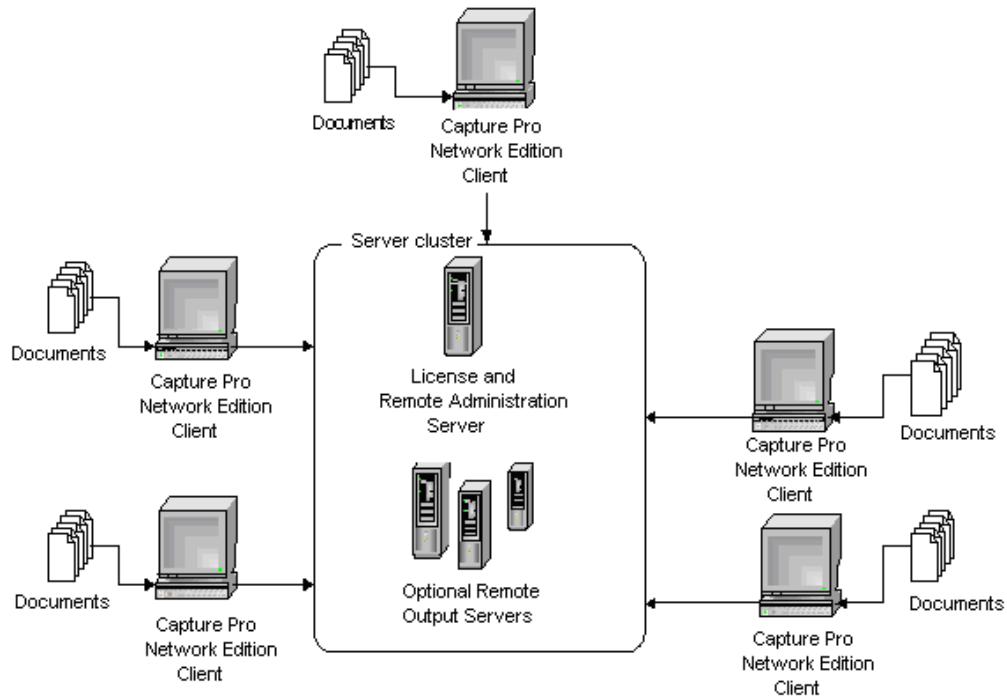 Documents
Capture Pro
Network Edition
Client
Server cluster
Documents
Capture Pro
Network Edition
Client
License and
Remote Administration
Server
Capture Pro
Network Edition
Client
Documents
Documents
Capture Pro
Network Edition
Client
Optional Remote
Output Servers
Capture Pro
Network Edition
Client
Documents